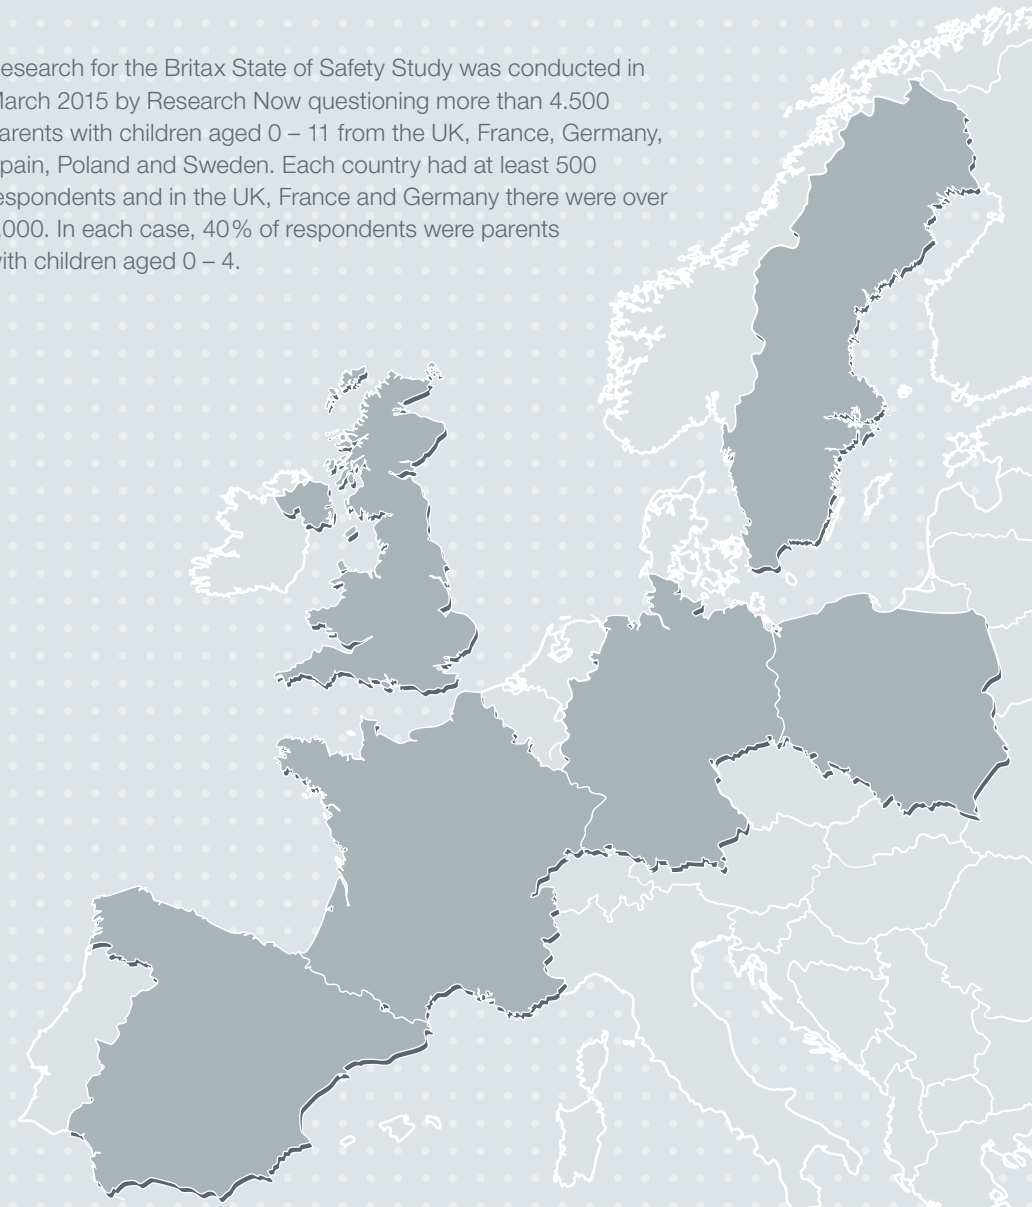 esearch for the Britax State of Safety Study was conducted in
March 2015 by Research Now questioning more than 4.500
arents with children aged 0 – 11 from the UK, France, Germany,
pain, Poland and Sweden. Each country had at least 500
espondents and in the UK, France and Germany there were over
.000. In each case, 40% of respondents were parents
ith children aged 0 – 4.